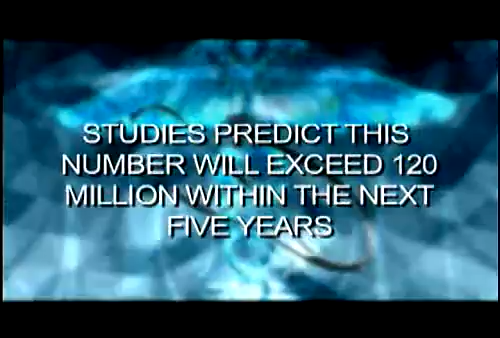 STUDIES PREDICT THIS
NUMBER WILL EXCEED 120
MILLION WITHIN THE NEXT
FIVE YEARS